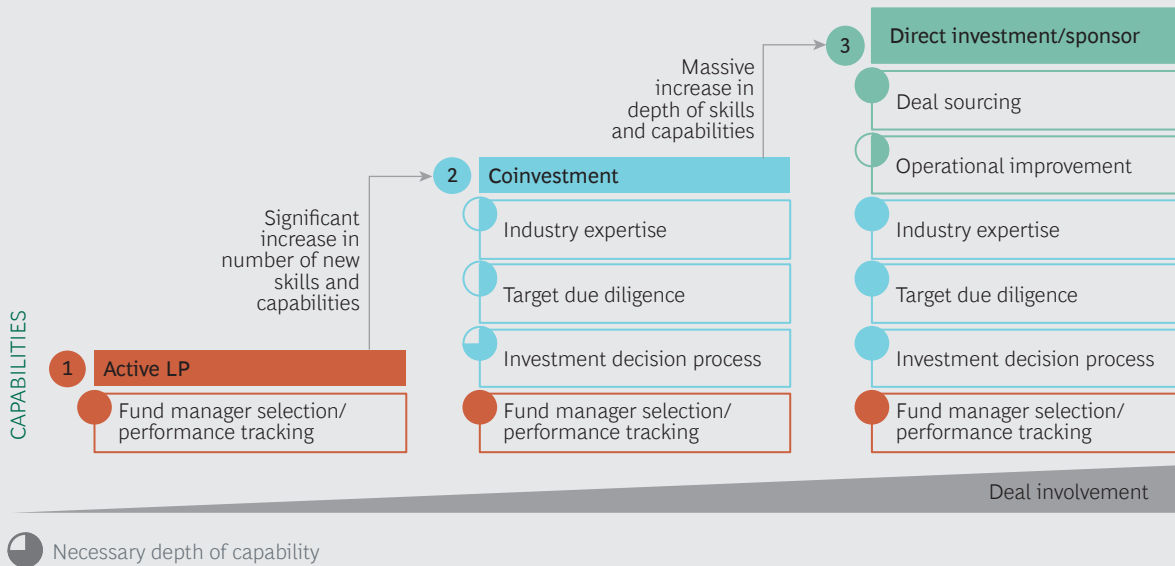 3
Direct investment/sponsor
Massive
increase in
depth of skills
and capabilities
Deal sourcing
Operational improvement
2
Coinvestment
Significant
increase in
number of new
skills and
capabilities
Industry expertise
Industry expertise
Target due diligence
Target due diligence
Investment decision process
Investment decision process
CAPABILITIES
1
Active LP
Fund manager selection/
performance tracking
Fund manager selection/
performance tracking
Fund manager selection/
performance tracking
Deal involvement
Necessary depth of capability